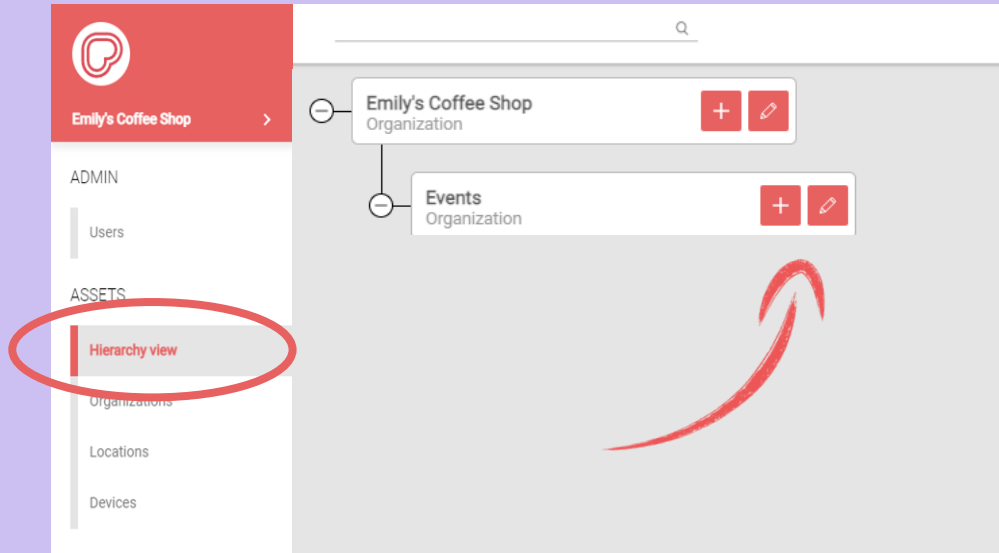 Emily's Coffee Shop
ADMIN
Users
ASSETS
Hierarchy view
Organizations
Locations
Devices
Emily's Coffee Shop
Organization
Events
Organization